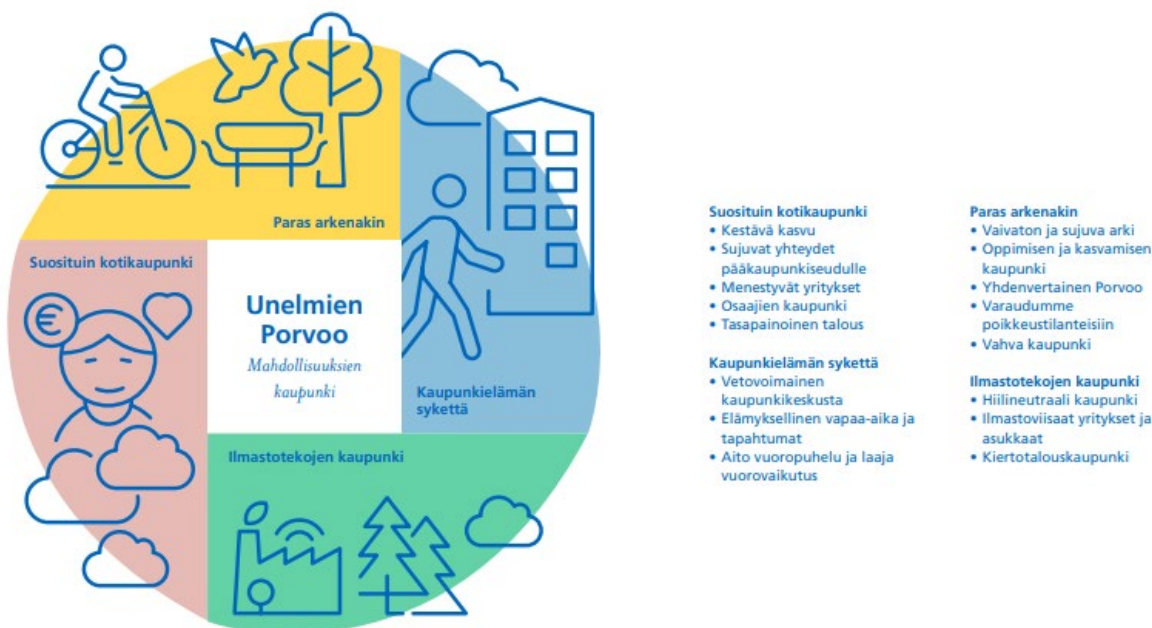 Paras arkenakin
Suosituin kotikaupunki
Unelmien
Porvoo
Mahdollisuuksien
kaupunki
Kaupunkielämän
sykettä
Ilmastotekojen kaupunki
€
Suosituin kotikaupunki
• Kestävä kasvu
• Sujuvat yhteydet
pääkaupunkiseudulle
• Menestyvät yritykset
• Osaajien kaupunki
• Tasapainoinen talous
Kaupunkielämän sykettä
• Vetovoimainen
kaupunkikeskusta
• Elämyksellinen vapaa-aika ja
tapahtumat
• Aito vuoropuhelu ja laaja
vuorovaikutus
Paras arkenakin
• Vaivaton ja sujuva arki
• Oppimisen ja kasvamisen
kaupunki
• Yhdenvertainen Porvoo
• Varaudumme
poikkeustilanteisiin
• Vahva kaupunki
Ilmastotekojen kaupunki
• Hiilineutraali kaupunki
• Ilmastoviisaat yritykset ja
asukkaat
• Kiertotalouskaupunki